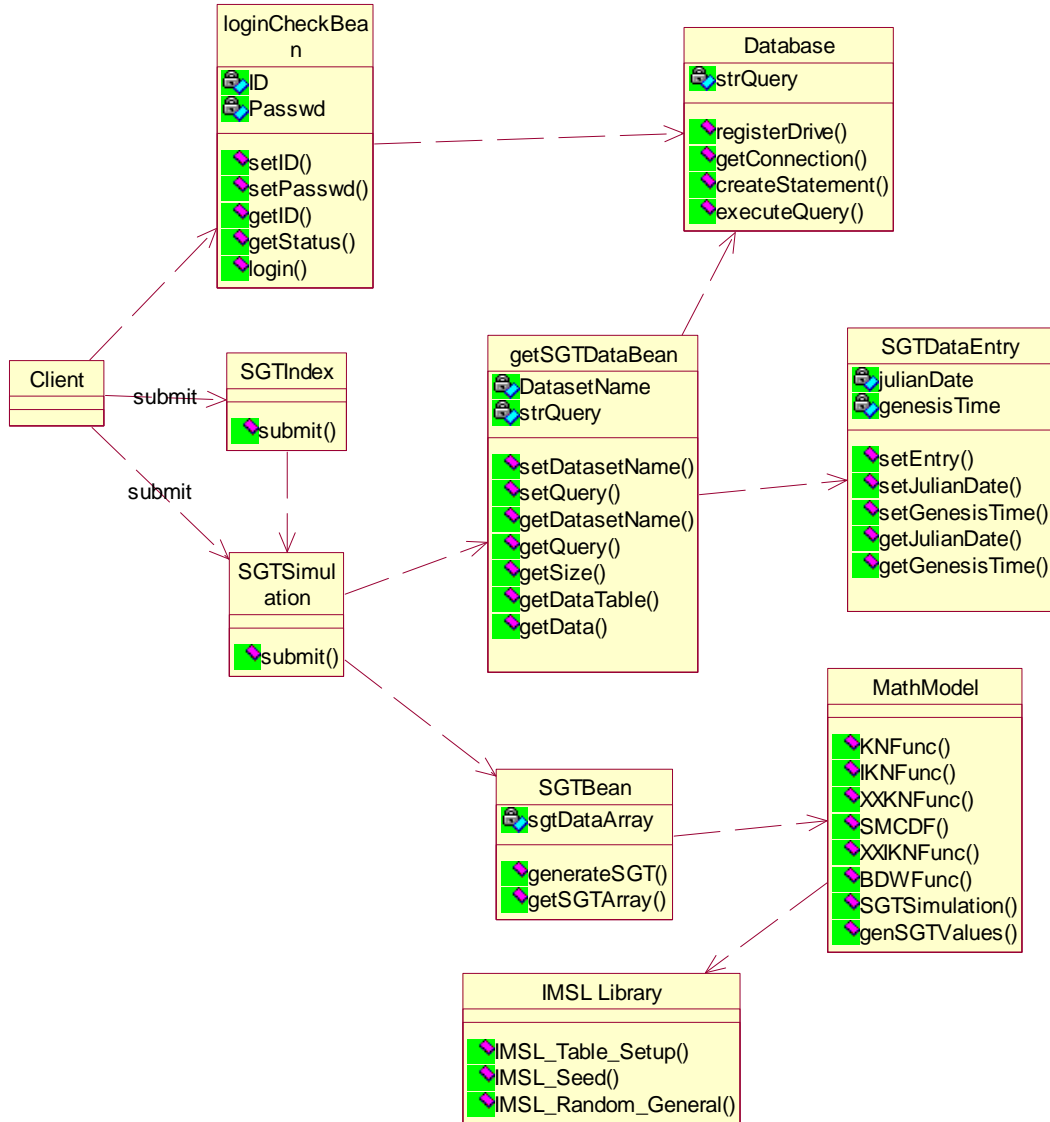 loginCheckBea
n
ID
Passwd
setID()
setPasswd()
getID()
getStatus()
login()
Database
strQuery
registerDrive()
getConnection()
createStatement()
executeQuery()
Client
submit
submit
SGTIndex
submit()
SGTSimul
ation
submit()
getSGTDataBean
DatasetName
strQuery
setDatasetName()
setQuery()
getDatasetName()
getQuery()
getSize()
getDataTable()
getData()
SGTDataEntry
julianDate
genesisTime
setEntry()
setJulianDate()
setGenesisTime()
getJulianDate()
getGenesisTime()
SGTBean
sgtDataArray
generateSGT()
getSGTArray()
MathModel
KNFunc()
IKNFunc()
XXKNFunc()
SMCDF()
XXIKNFunc()
BDWFunc()
SGTSimulation()
genSGTValues()
IMSL Library
IMSL_Table_Setup()
IMSL_Seed()
IMSL_Random_General()